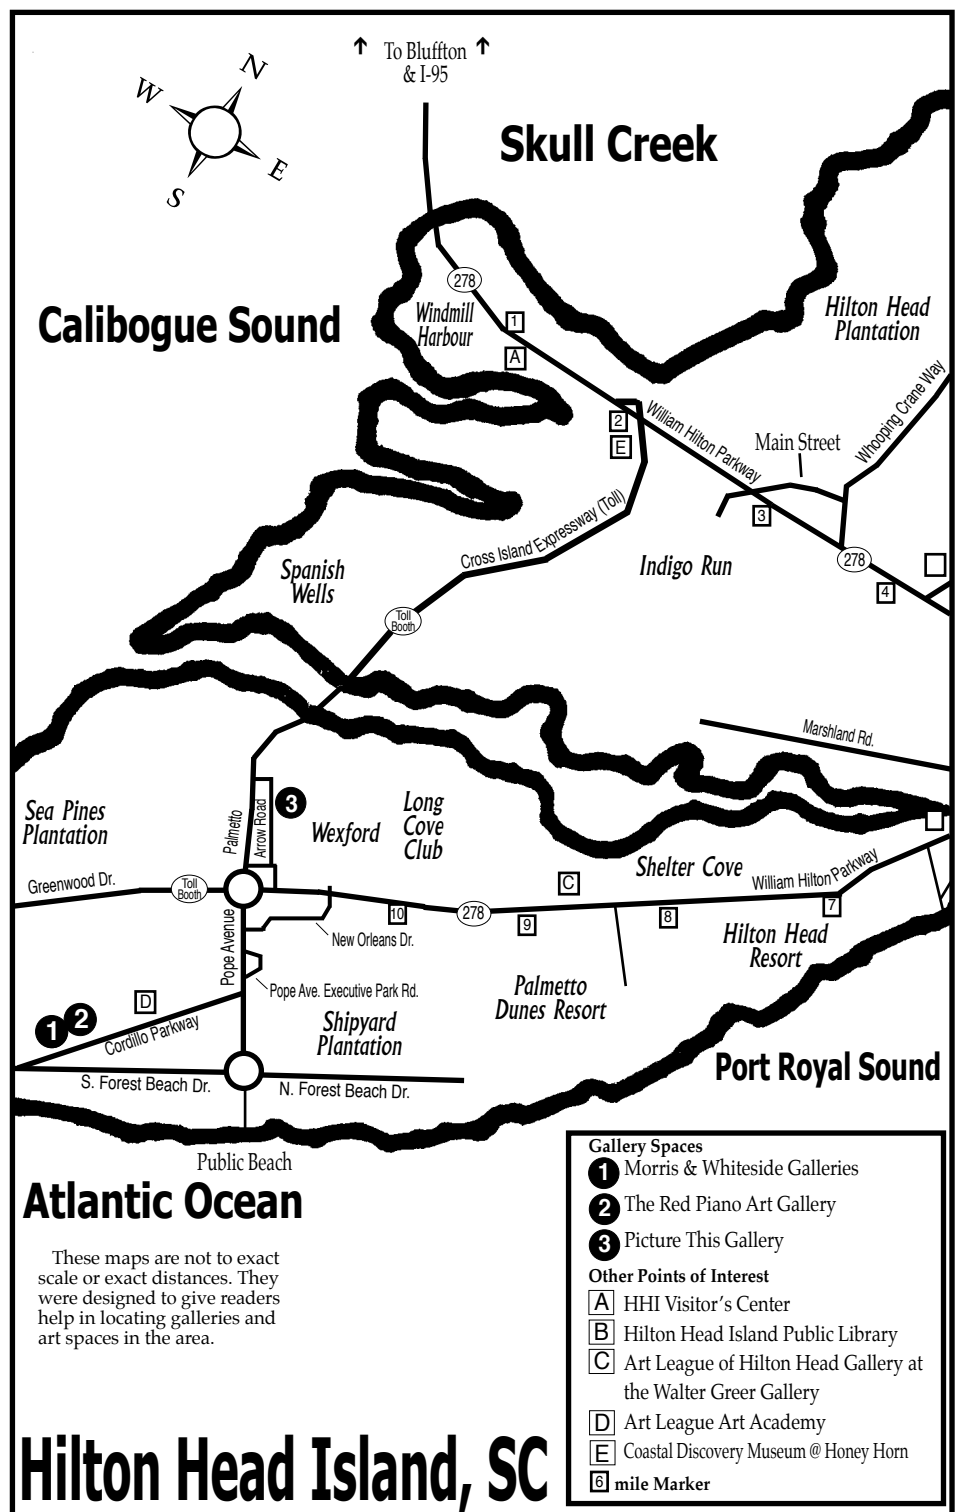 To Bluffton
& I-95
N
W
E
S
Skull Creek
278
Calibogue Sound
Windmill
Harbour
1
A
Hilton Head
Plantation
2
E
William Hilton Parkway
Main Street
Whooping Crane Way
3
Cross Island Expressway (Toll)
Indigo Run
278
4
Spanish
Wells
Toll
Booth
Marshland Rd.
Sea Pines
Plantation
Palmetto
Arrow Road
3
Wexford
Long
Cove
Club
Shelter Cove
William Hilton Parkway
Greenwood Dr.
Toll
Booth
C
10
278
9
8
7
New Orleans Dr.
Hilton Head
Resort
Pope Avenue
Pope Ave. Executive Park Rd.
Palmetto
Dunes Resort
D
1
2
Cordillo Parkway
Shipyard
Plantation
S. Forest Beach Dr.
N. Forest Beach Dr.
Port Royal Sound
Public Beach
Atlantic Ocean
These maps are not to exact
scale or exact distances. They
were designed to give readers
help in locating galleries and
art spaces in the area.
Gallery Spaces
1 Morris & Whiteside Galleries
2 The Red Piano Art Gallery
3 Picture This Gallery
Other Points of Interest
A HHI Visitor's Center
B Hilton Head Island Public Library
C Art League of Hilton Head Gallery at
the Walter Greer Gallery
D Art League Art Academy
E Coastal Discovery Museum @ Honey Horn
6 mile Marker
Hilton Head Island, SC